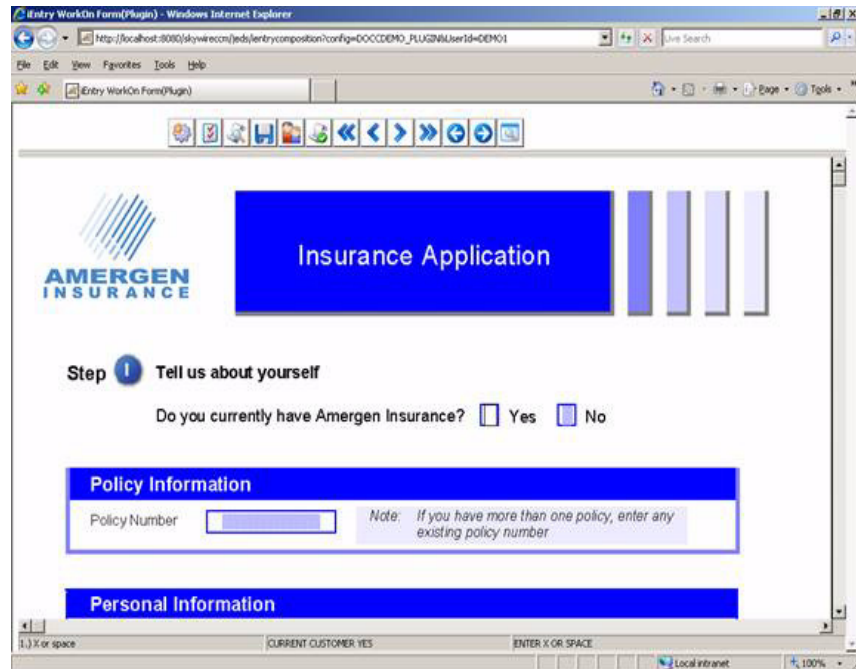 iEntry WorkOn Form(Plugin) - Windows Internet Explorer
http://localhost:8080/skywireccm/jeds/ientrycomposition?config=DOCCDEMO_PLUGIN&UserId=DEMO1
Live Search
File Edit View Favorites Tools Help
iEntry WorkOn Form(Plugin)
Page Tools
AMERGEN
INSURANCE
Insurance Application
Step 1 Tell us about yourself
Do you currently have Amergen Insurance? Yes No
Policy Information
Policy Number
Note: If you have more than one policy, enter any
existing policy number
Personal Information
1.) X or space CURRENT CUSTOMER YES ENTER X OR SPACE
Local intranet 100%